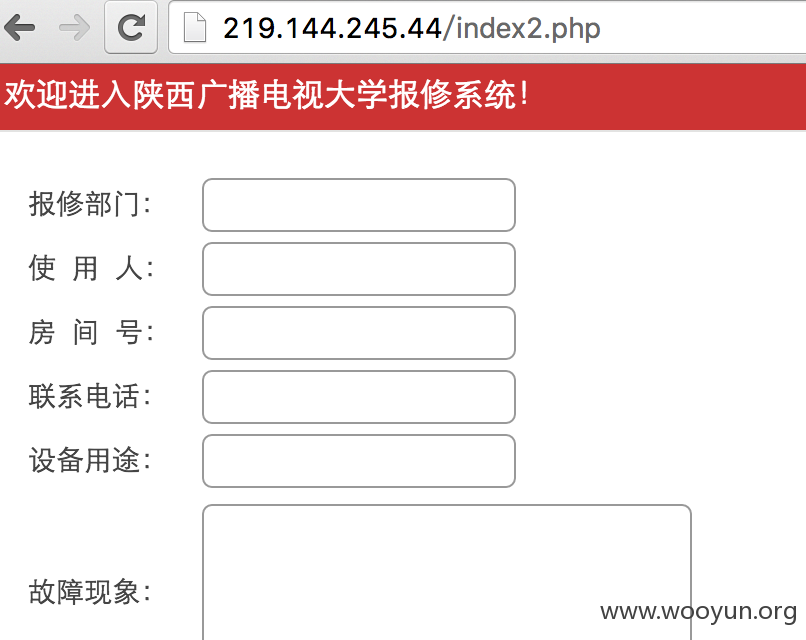 219.144.245.44/index2.php
欢迎进入陕西广播电视大学报修系统!
报修部门:
使 用 人:
房 间 号:
联系电话:
设备用途:
故障现象:
www.wooyun.org